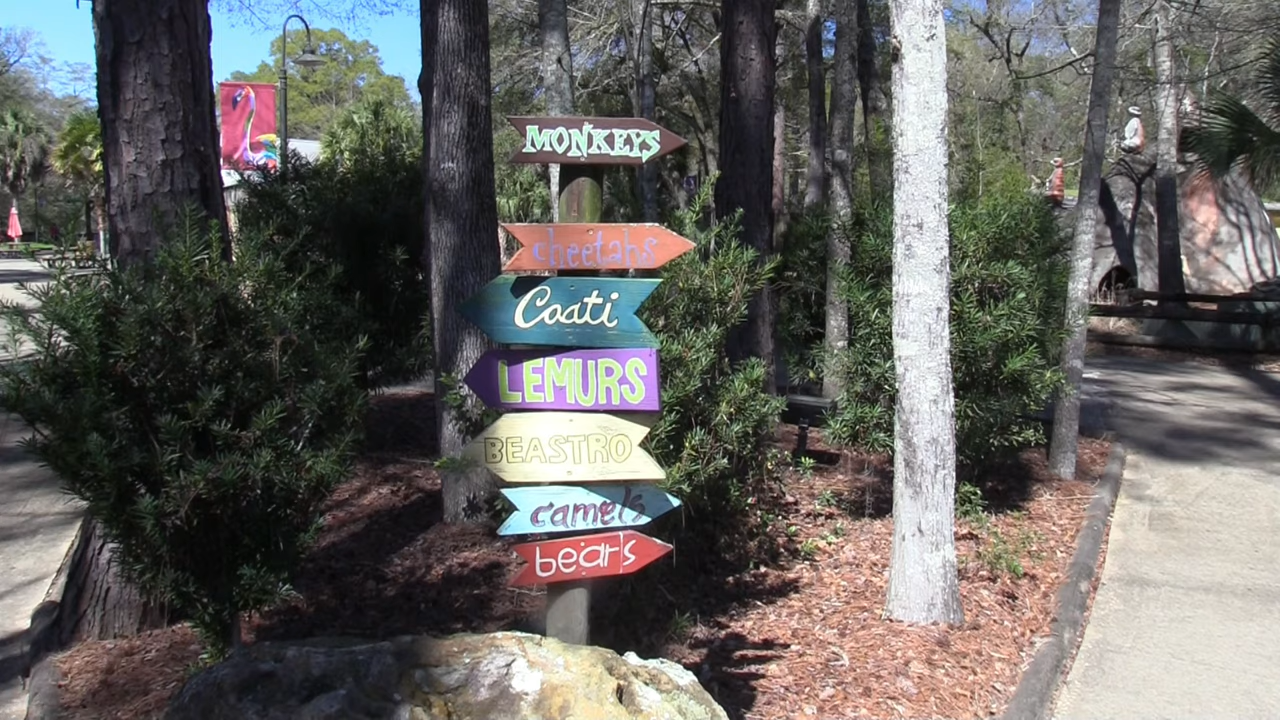 MONKEYS
cheetahs
Coati
LEMURS
BEASTRO
camels
bears